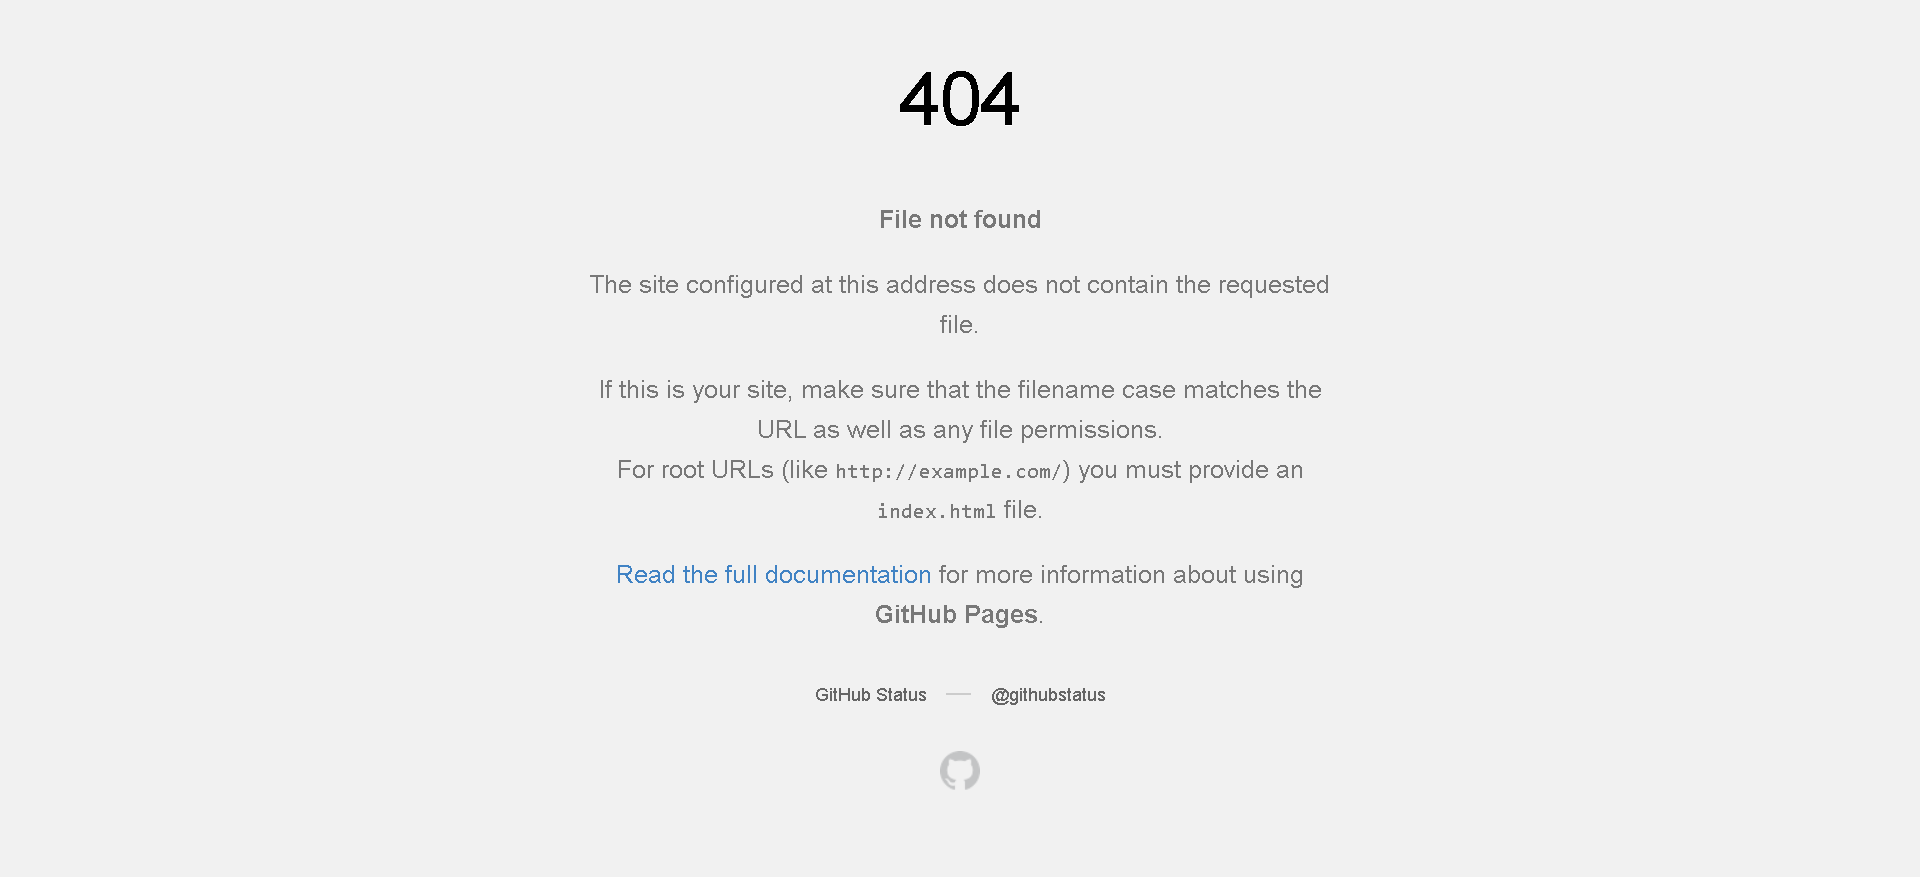 404
File not found
The site configured at this address does not contain the requested
file.
If this is your site, make sure that the filename case matches the
URL as well as any file permissions.
For root URLs (like http://example.com/) you must provide an
index.html file.
Read the full documentation for more information about using
GitHub Pages.
GitHub Status — @githubstatus